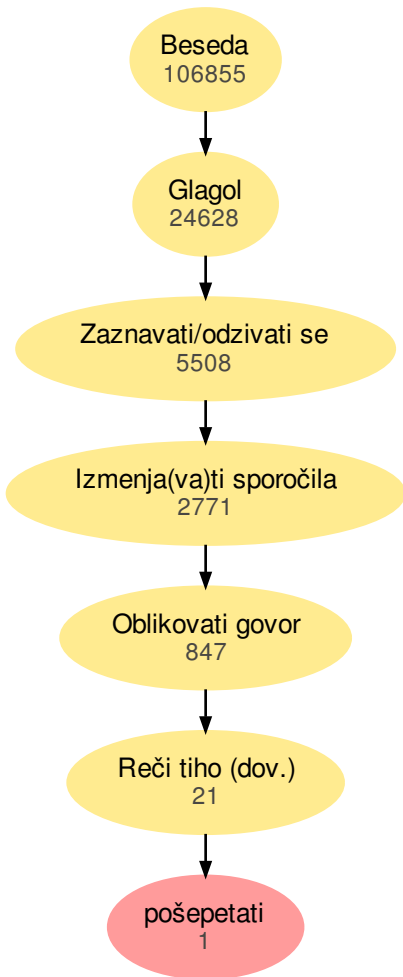 Beseda
106855
Glagol
24628
Zaznavati/odzivati se
5508
Izmenja(va)ti sporočila
2771
Oblikovati govor
847
Reči tiho (dov.)
21
pošepetati
1